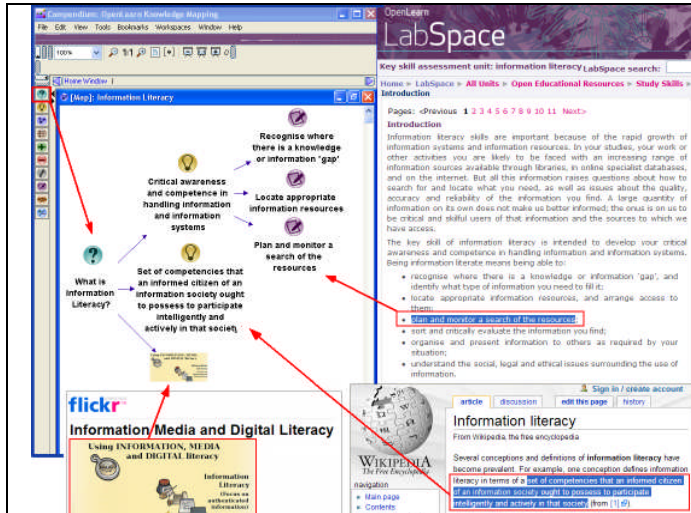 Compendium: OpenLearn Knowledge Mapping
File Edit View Tools Bookmarks Workspaces Window Help
100%
1:1
[Home Window]
[Map]: Information Literacy
Recognise where
there is a knowledge
or information 'gap'
Critical awareness
and competence in
handling information
and information
systems
Locate appropriate
information resources
Plan and monitor a
search of the
resources
What is
Information
Literacy?
Set of competencies that
an informed citizen of an
information society ought
to possess to participate
intelligently and
actively in that society
flickr
Information Media and Digital Literacy
Using INFORMATION, MEDIA
and DIGITAL literacy
Information
Literacy
(Focus on
authenticated
information)
OpenLearn
LabSpace
Key skill assessment unit: information literacy LabSpace search:
Home » LabSpace » All Units » Open Educational Resources » Study Skills »
Introduction
Pages: <Previous 1 2 3 4 5 6 7 8 9 10 11 Next>
Introduction
Information literacy skills are important because of the rapid growth of
information systems and information resources. In your studies, your work or
other activities you are likely to be faced with an increasing range of
information sources available through libraries, in online specialist databases,
and on the internet. But all this information raises questions about how to
search for and locate what you need, as well as issues about the quality,
accuracy and reliability of the information you find. A large quantity of
information on its own does not make us better informed; the onus is on us to
be critical and skilful users of that information and the sources to which we
have access.
The key skill of information literacy is intended to develop your critical
awareness and competence in handling information and information systems.
Being information literate means being able to:
• recognise where there is a knowledge or information 'gap', and
identify what type of information you need to fill it;
• locate appropriate information resources, and arrange access to
them;
• plan and monitor a search of the resources;
• sort and critically evaluate the information you find;
• organise and present information to others as required by your
situation;
• understand the social, legal and ethical issues surrounding the use of
information.
Sign in / create account
article discussion edit this page history
Information literacy
From Wikipedia, the free encyclopedia
Several conceptions and definitions of information literacy have
become prevalent. For example, one conception defines information
literacy in terms of a set of competencies that an informed citizen
of an information society ought to possess to participate
intelligently and actively in that society (from [1]).
WIKIPEDIA
The Free Encyclopedia
navigation
Main page
Contents